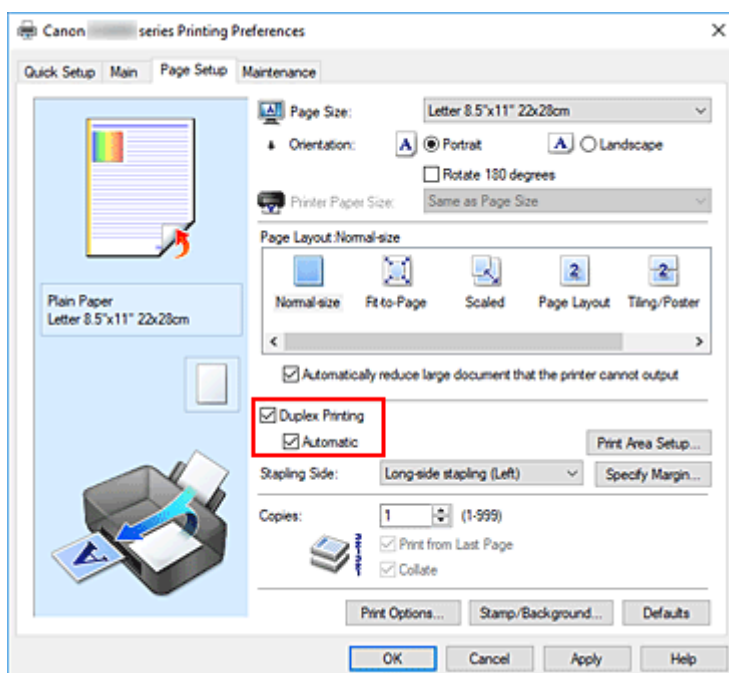 Canon series Printing Preferences
Quick Setup Main Page Setup Maintenance
Page Size: Letter 8.5"x11" 22x28cm
Orientation: A Portrait A Landscape
Rotate 180 degrees
Printer Paper Size: Same as Page Size
Page Layout:Normal-size
2 2
Normal-size Fit-to-Page Scaled Page Layout Tiling/Poster
Plain Paper
Letter 8.5"x11" 22x28cm
Automatically reduce large document that the printer cannot output
Duplex Printing
Automatic
Print Area Setup...
Stapling Side: Long-side stapling (Left) Specify Margin...
Copies: 1 (1-999)
Print from Last Page
Collate
A
Print Options... Stamp/Background... Defaults
OK Cancel Apply Help